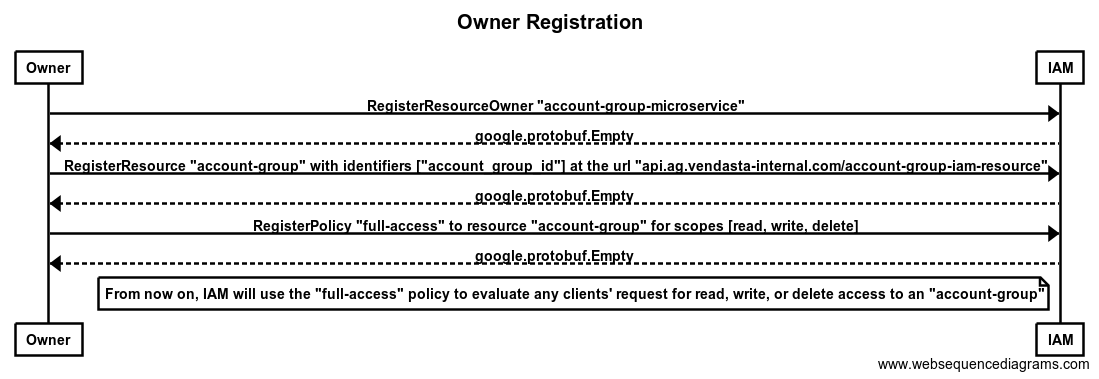 Owner Registration
Owner IAM
RegisterResourceOwner "account-group-microservice"
google.protobuf.Empty
RegisterResource "account-group" with identifiers ["account_group_id"] at the url "api.ag.vendasta-internal.com/account-group-iam-resource"
google.protobuf.Empty
RegisterPolicy "full-access" to resource "account-group" for scopes [read, write, delete]
google.protobuf.Empty
From now on, IAM will use the "full-access" policy to evaluate any clients' request for read, write, or delete access to an "account-group"
Owner IAM
www.websequencediagrams.com